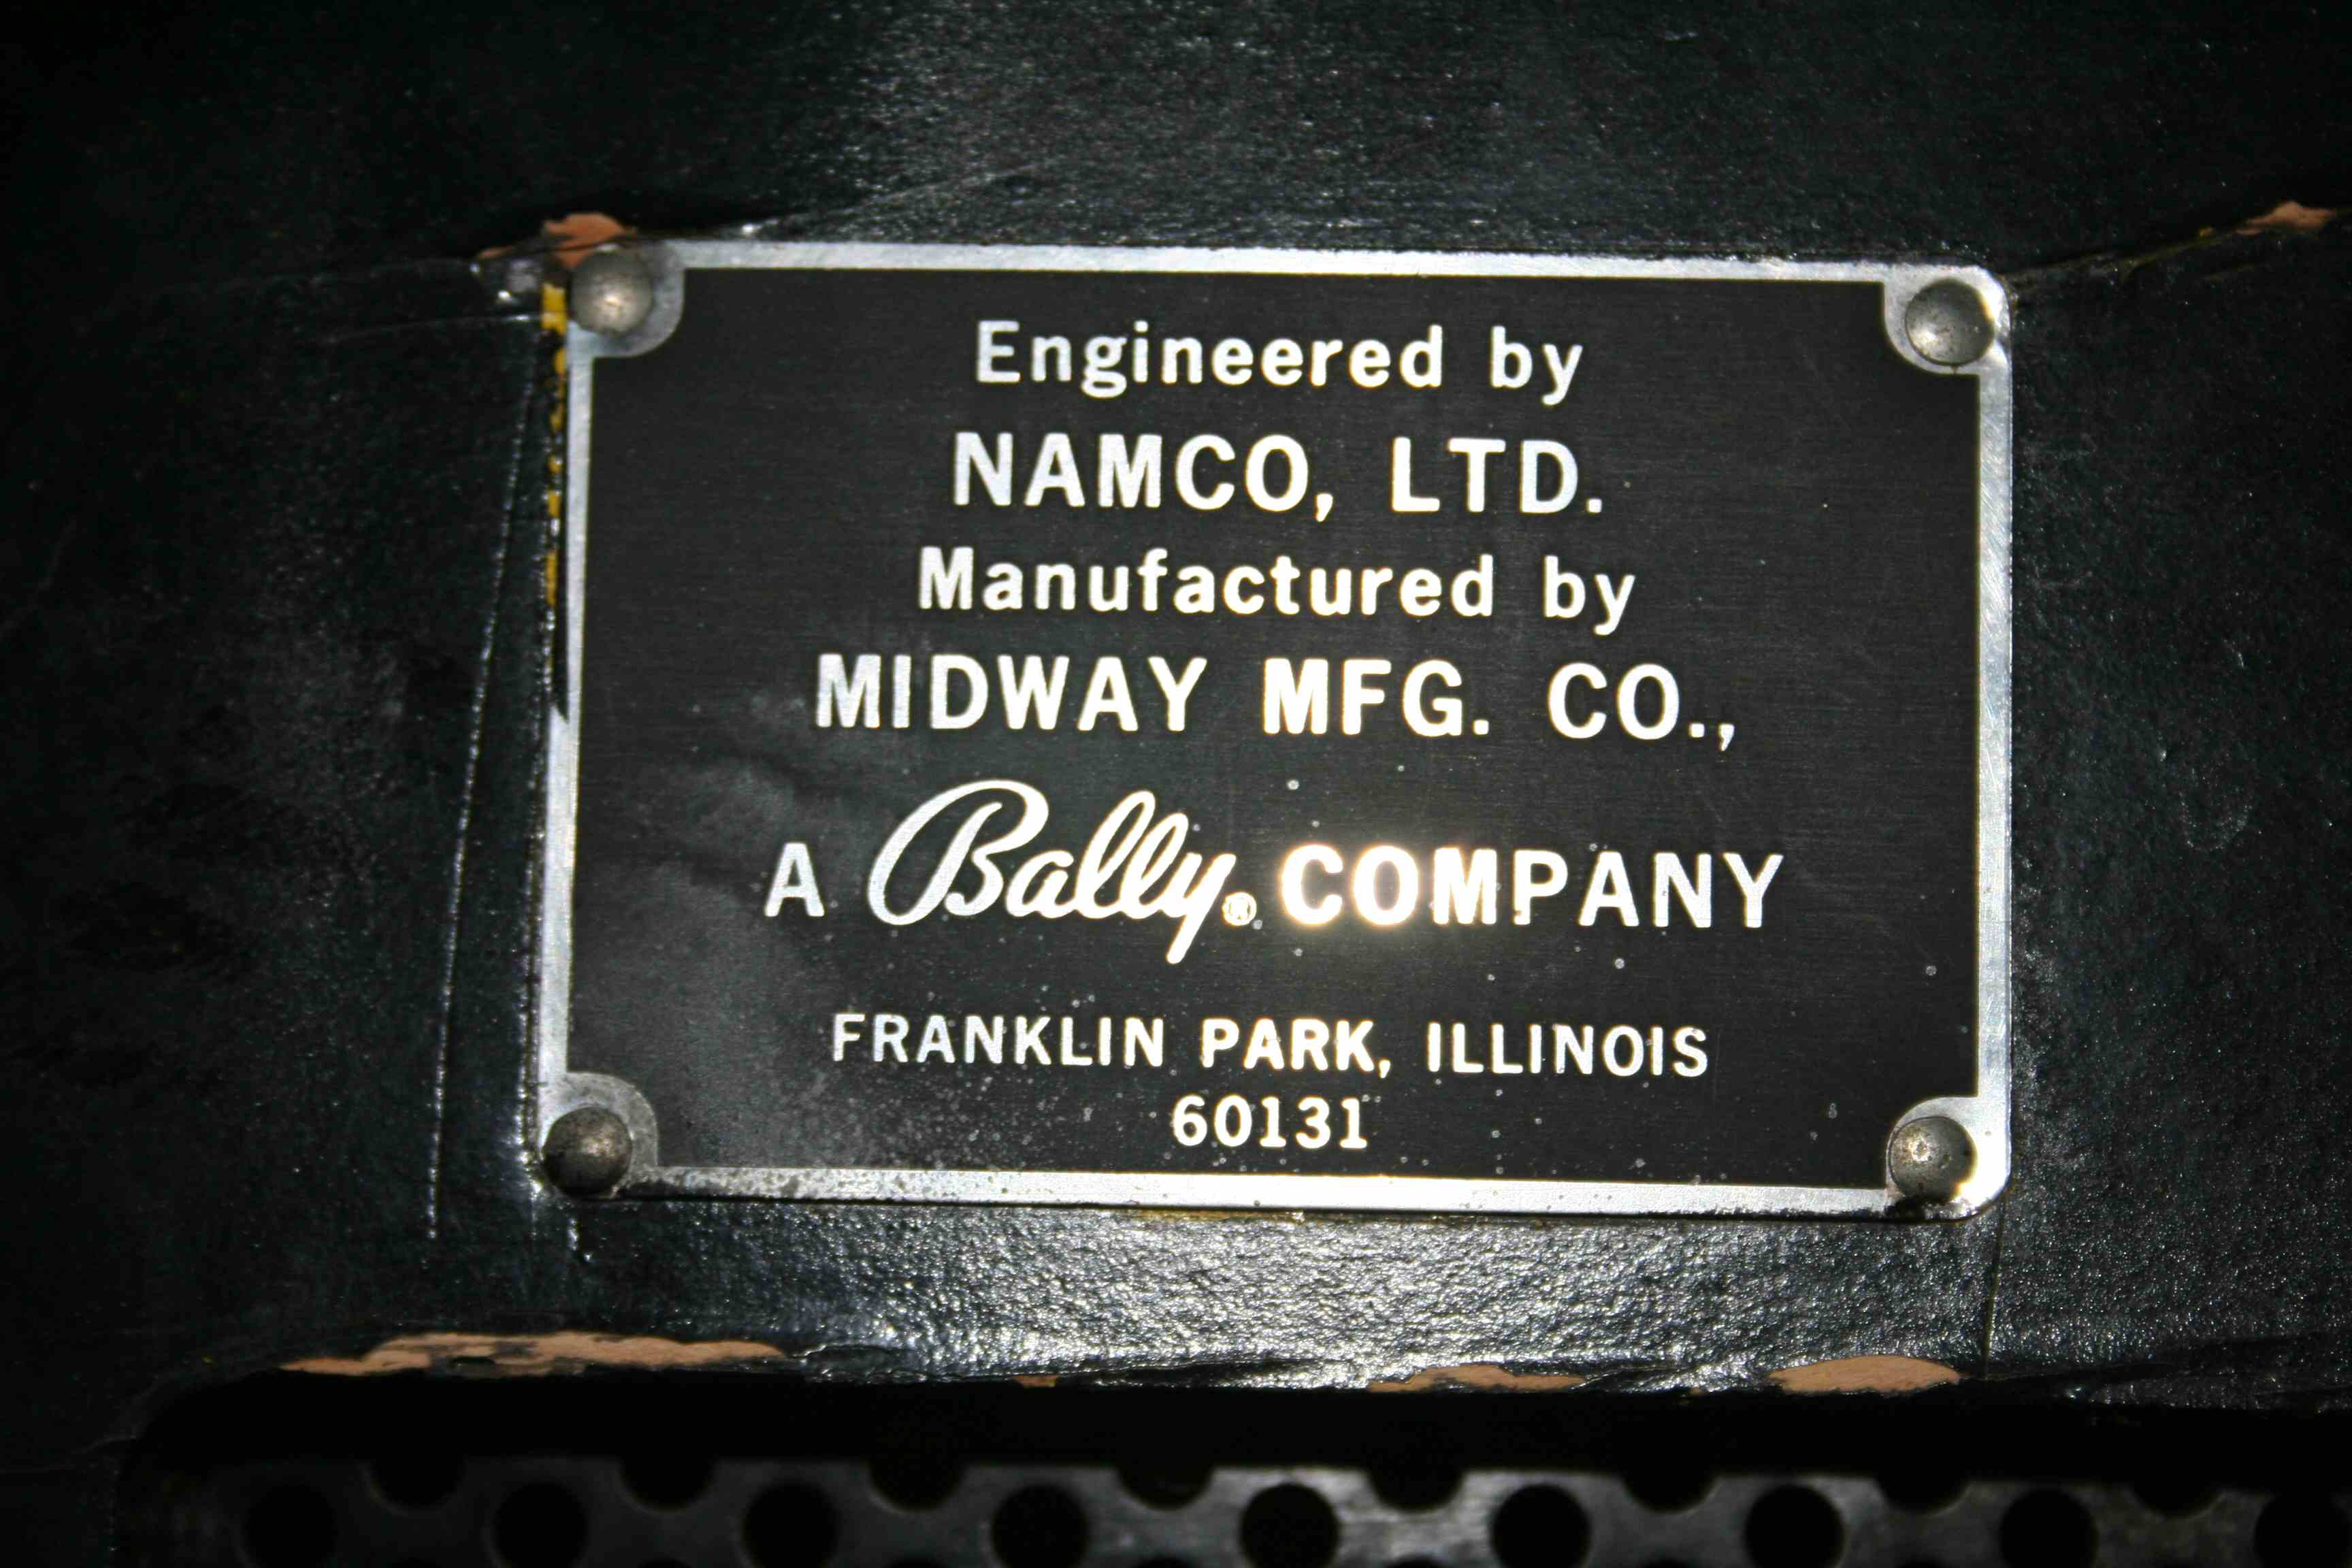 Engineered by
NAMCO, LTD.
Manufactured by
MIDWAY MFG. CO.,
A Bally® COMPANY
FRANKLIN PARK, ILLINOIS
60131